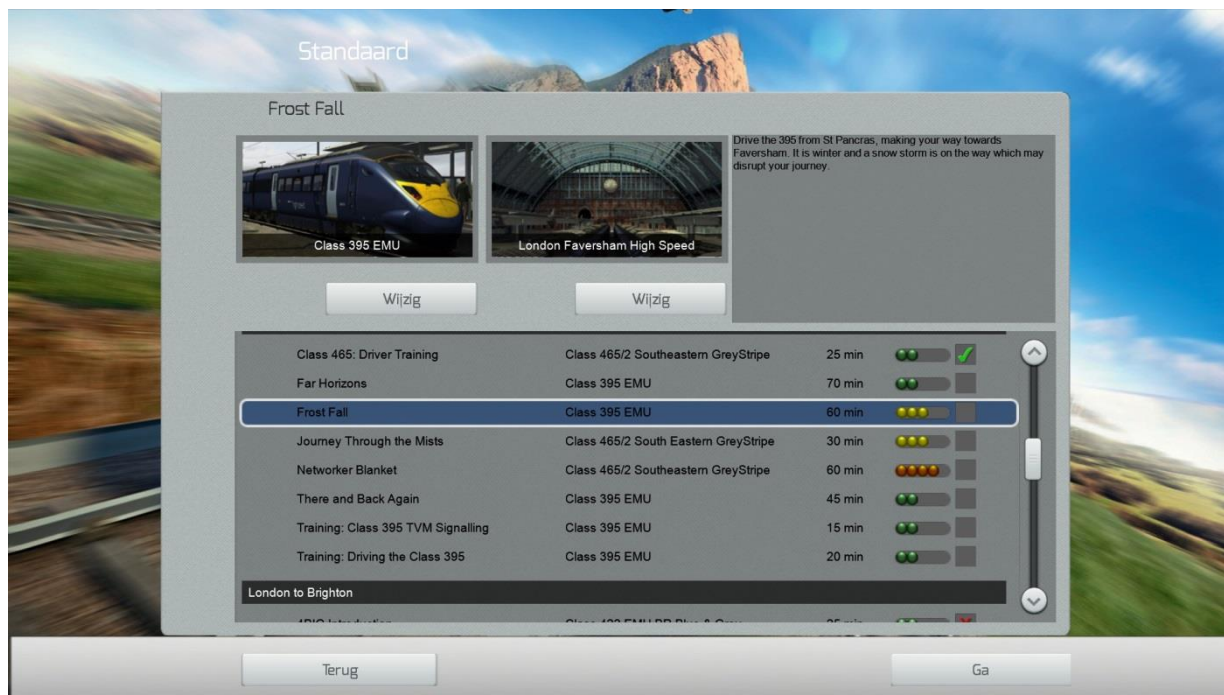 Standaard
Frost Fall
Class 395 EMU
London Faversham High Speed
Drive the 395 from St Pancras, making your way towards
Faversham. It is winter and a snow storm is on the way which may
disrupt your journey.
Wijzig
Wijzig
Class 465: Driver Training Class 465/2 Southeastern GreyStripe 25 min
Far Horizons Class 395 EMU 70 min
Frost Fall Class 395 EMU 60 min
Journey Through the Mists Class 465/2 South Eastern GreyStripe 30 min
Networker Blanket Class 465/2 Southeastern GreyStripe 60 min
There and Back Again Class 395 EMU 45 min
Training: Class 395 TVM Signalling Class 395 EMU 15 min
Training: Driving the Class 395 Class 395 EMU 20 min
London to Brighton
Terug
Ga